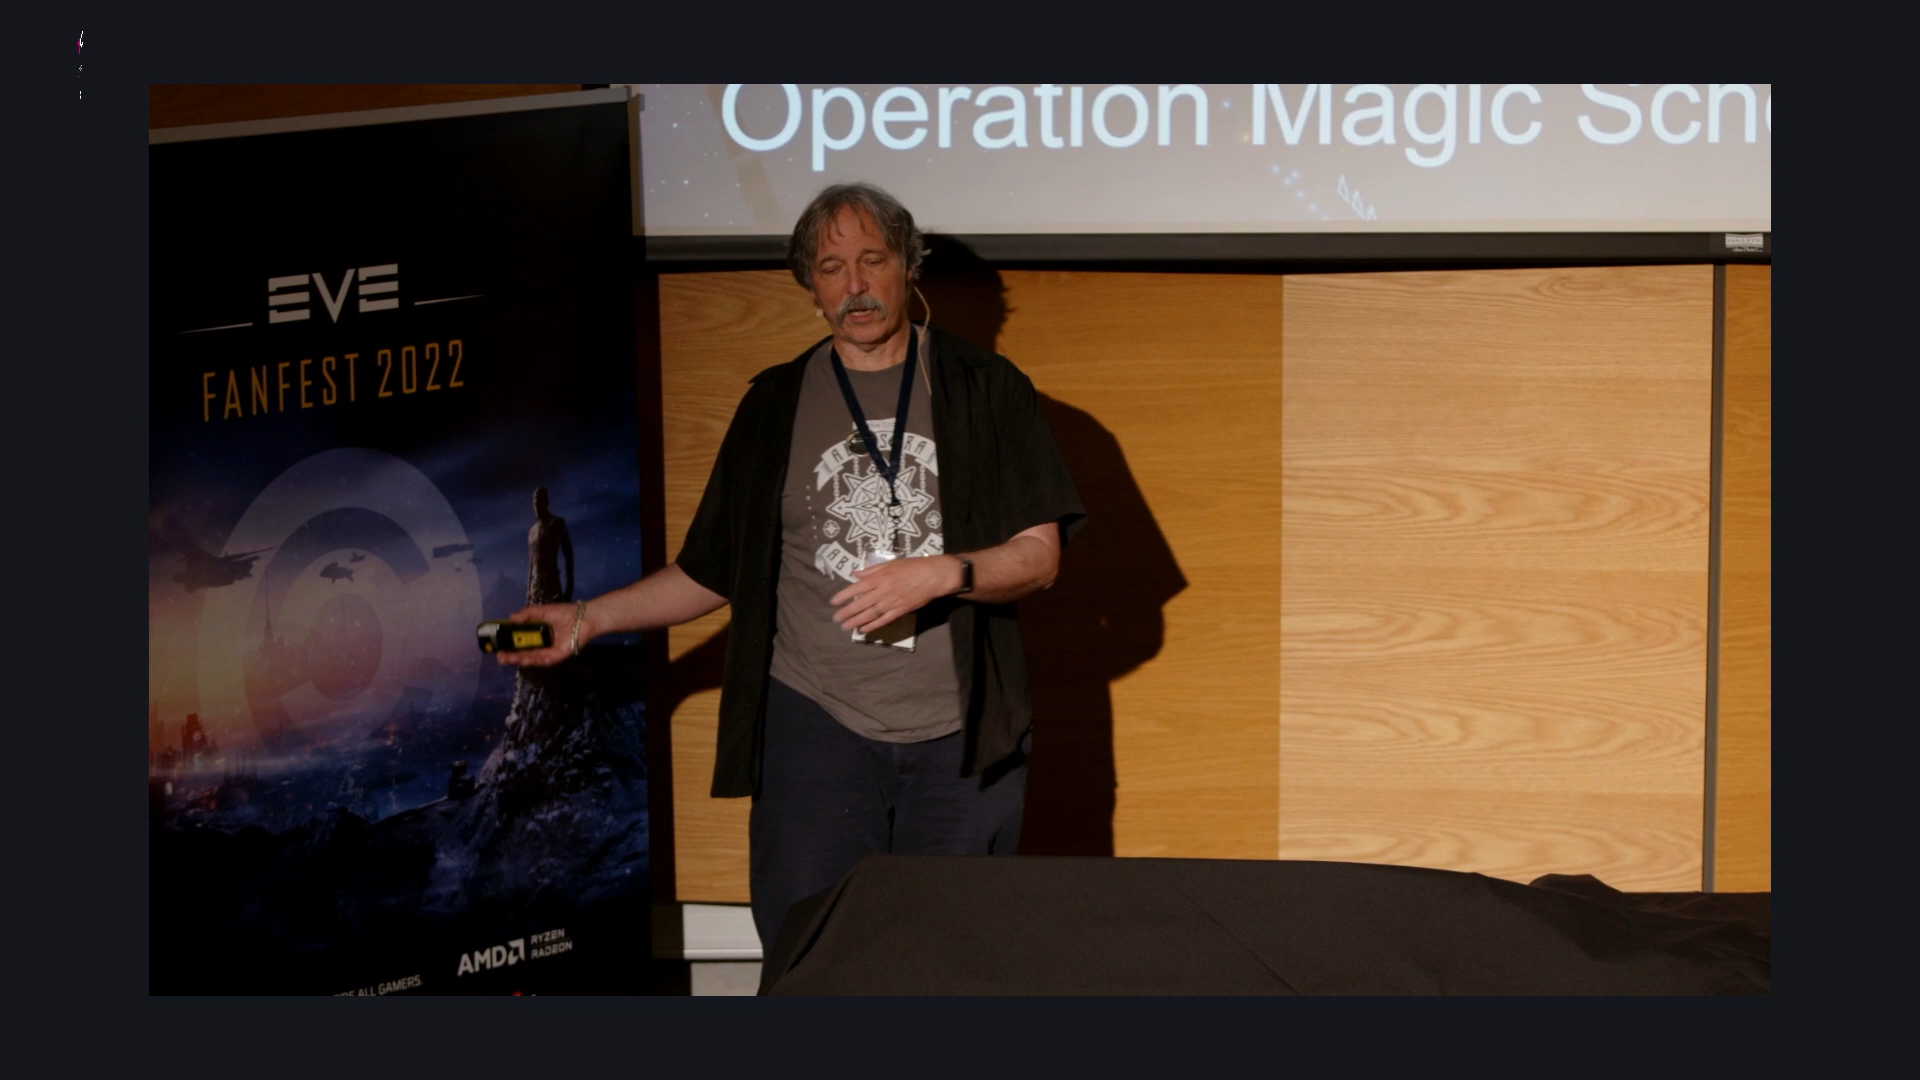 Operation Magic Sch
EVE
FANFEST 2022
AMD
RYZEN
RADEON
ALL GAMERS.